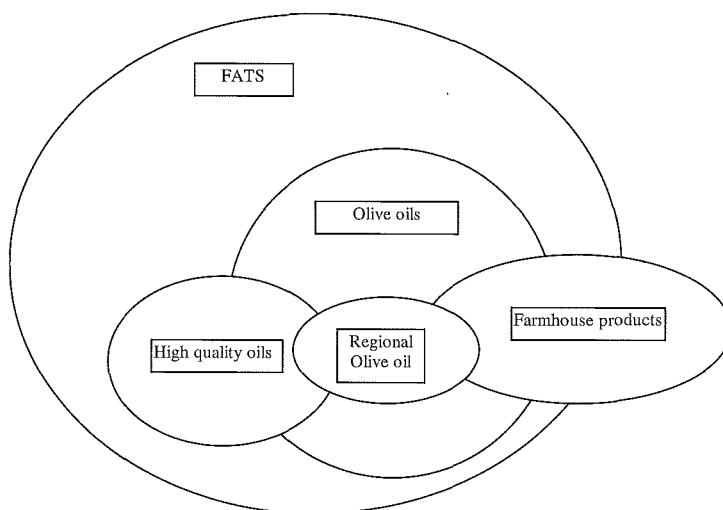 FATS
Olive oils
Farmhouse products
High quality oils
Regional
Olive oil